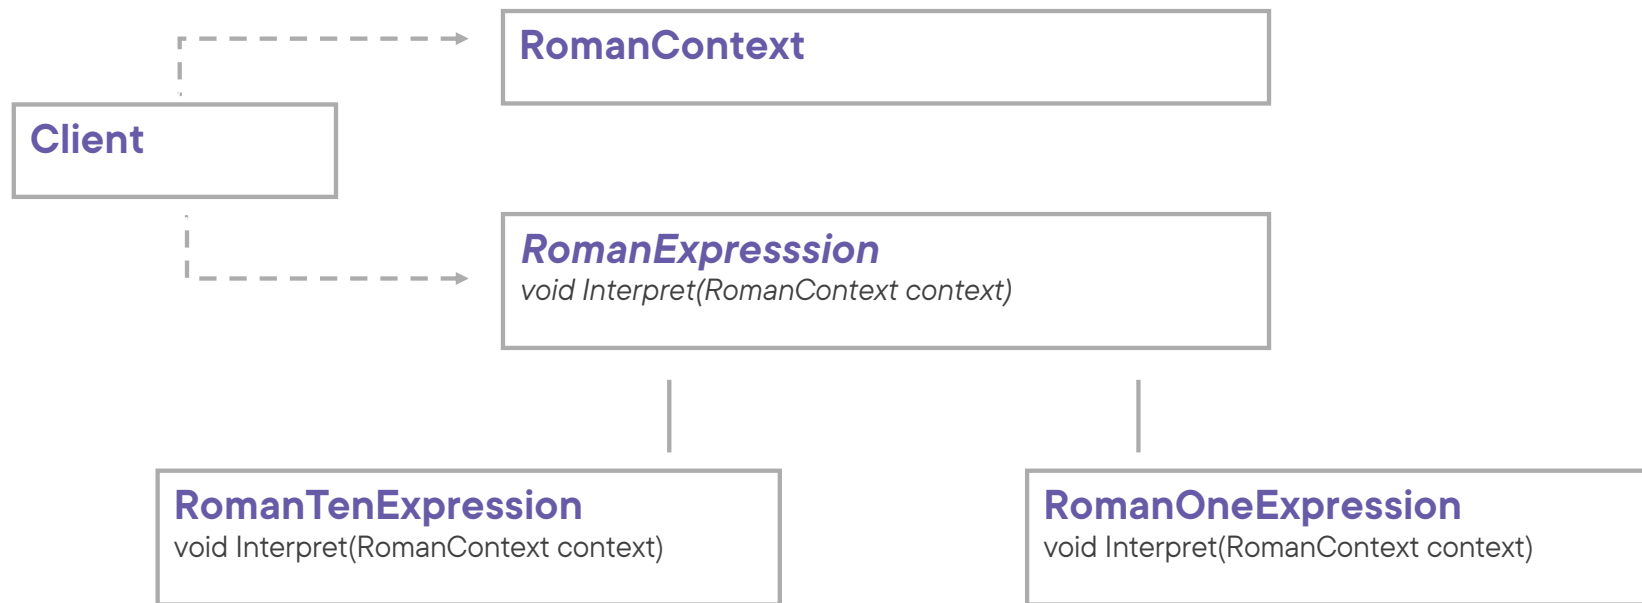 RomanContext
Client
RomanExpresssion
void Interpret(RomanContext context)
RomanTenExpression
void Interpret(RomanContext context)
RomanOneExpression
void Interpret(RomanContext context)